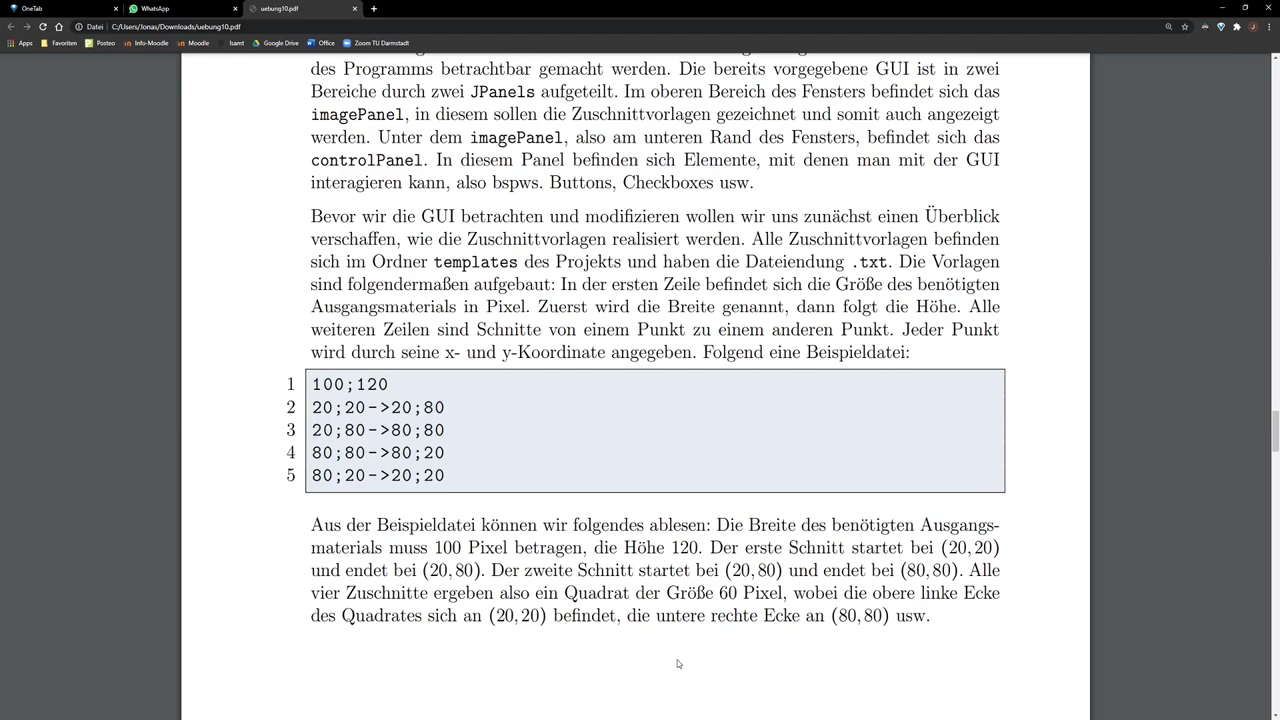 OneTab
WhatsApp
uebung10.pdf
Datei | C:/Users/Jonas/Downloads/uebung10.pdf
Apps Favoriten Posteo Info-Moodle Moodle Isamt Google Drive Office Zoom TU Darmstadt
des Programms betrachtbar gemacht werden. Die bereits vorgegebene GUI ist in zwei
Bereiche durch zwei JPanels aufgeteilt. Im oberen Bereich des Fensters befindet sich das
imagePanel, in diesem sollen die Zuschnittvorlagen gezeichnet und somit auch angezeigt
werden. Unter dem imagePanel, also am unteren Rand des Fensters, befindet sich das
controlPanel. In diesem Panel befinden sich Elemente, mit denen man mit der GUI
interagieren kann, also bspws. Buttons, Checkboxes usw.
Bevor wir die GUI betrachten und modifizieren wollen wir uns zunächst einen Überblick
verschaffen, wie die Zuschnittvorlagen realisiert werden. Alle Zuschnittvorlagen befinden
sich im Ordner templates des Projekts und haben die Dateiendung .txt. Die Vorlagen
sind folgendermaßen aufgebaut: In der ersten Zeile befindet sich die Größe des benötigten
Ausgangsmaterials in Pixel. Zuerst wird die Breite genannt, dann folgt die Höhe. Alle
weiteren Zeilen sind Schnitte von einem Punkt zu einem anderen Punkt. Jeder Punkt
wird durch seine x- und y-Koordinate angegeben. Folgend eine Beispieldatei:
1 100;120
2 20;20->20;80
3 20;80->80;80
4 80;80->80;20
5 80;20->20;20
Aus der Beispieldatei können wir folgendes ablesen: Die Breite des benötigten Ausgangs-
materials muss 100 Pixel betragen, die Höhe 120. Der erste Schnitt startet bei (20,20)
und endet bei (20,80). Der zweite Schnitt startet bei (20,80) und endet bei (80,80). Alle
vier Zuschnitte ergeben also ein Quadrat der Größe 60 Pixel, wobei die obere linke Ecke
des Quadrates sich an (20,20) befindet, die untere rechte Ecke an (80,80) usw.